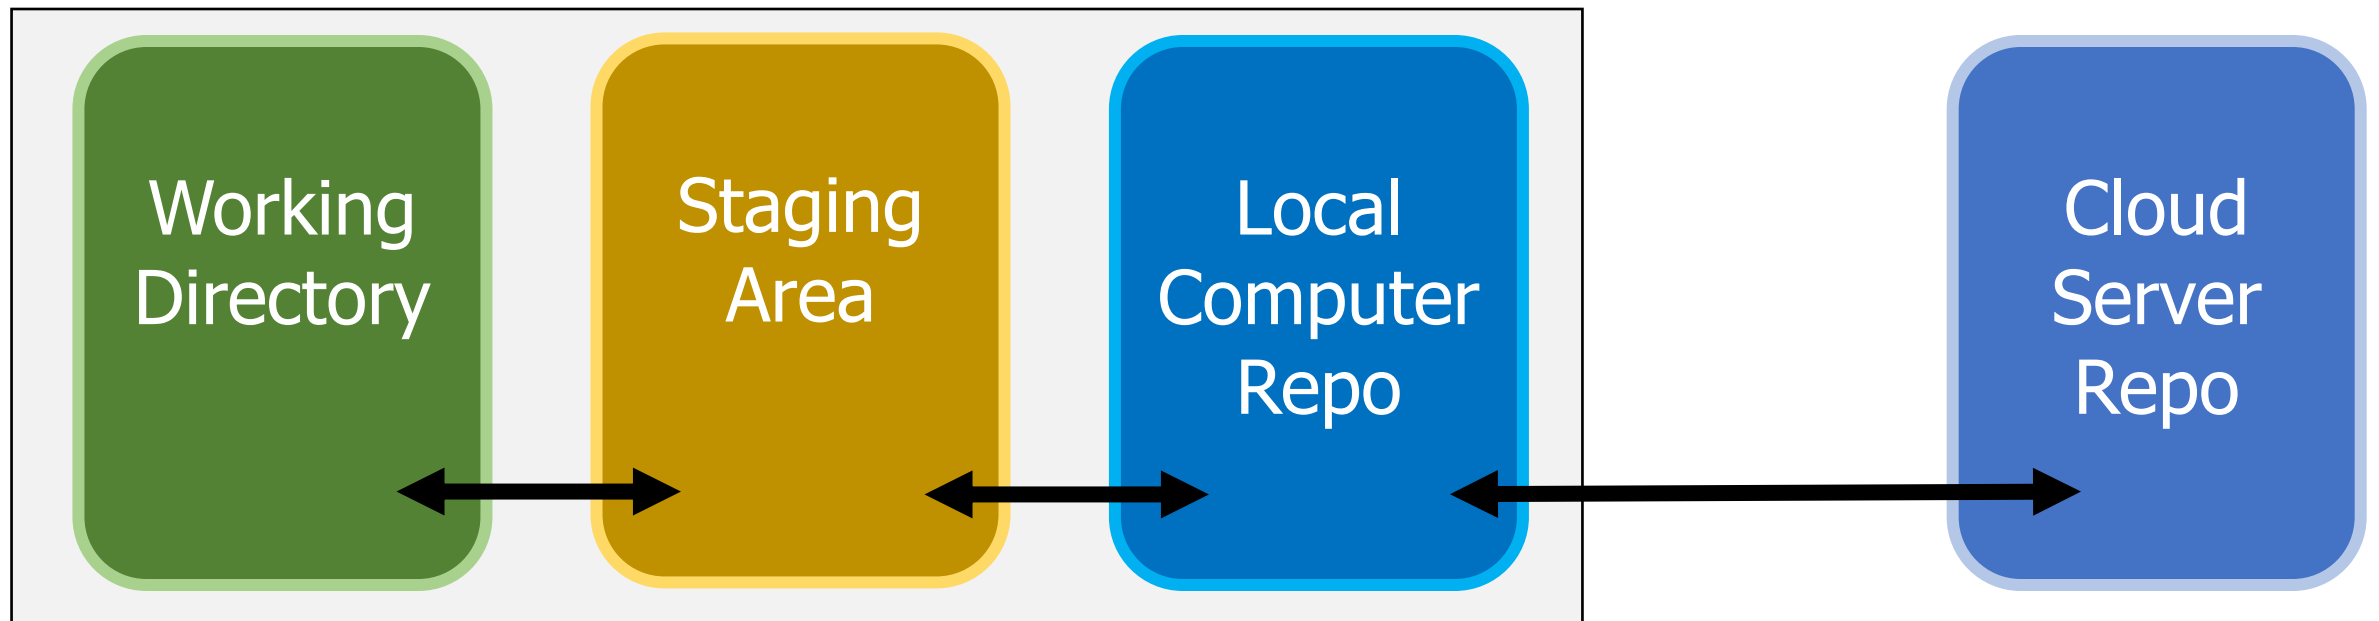 Working
Directory
Staging
Area
Local
Computer
Repo
Cloud
Server
Repo